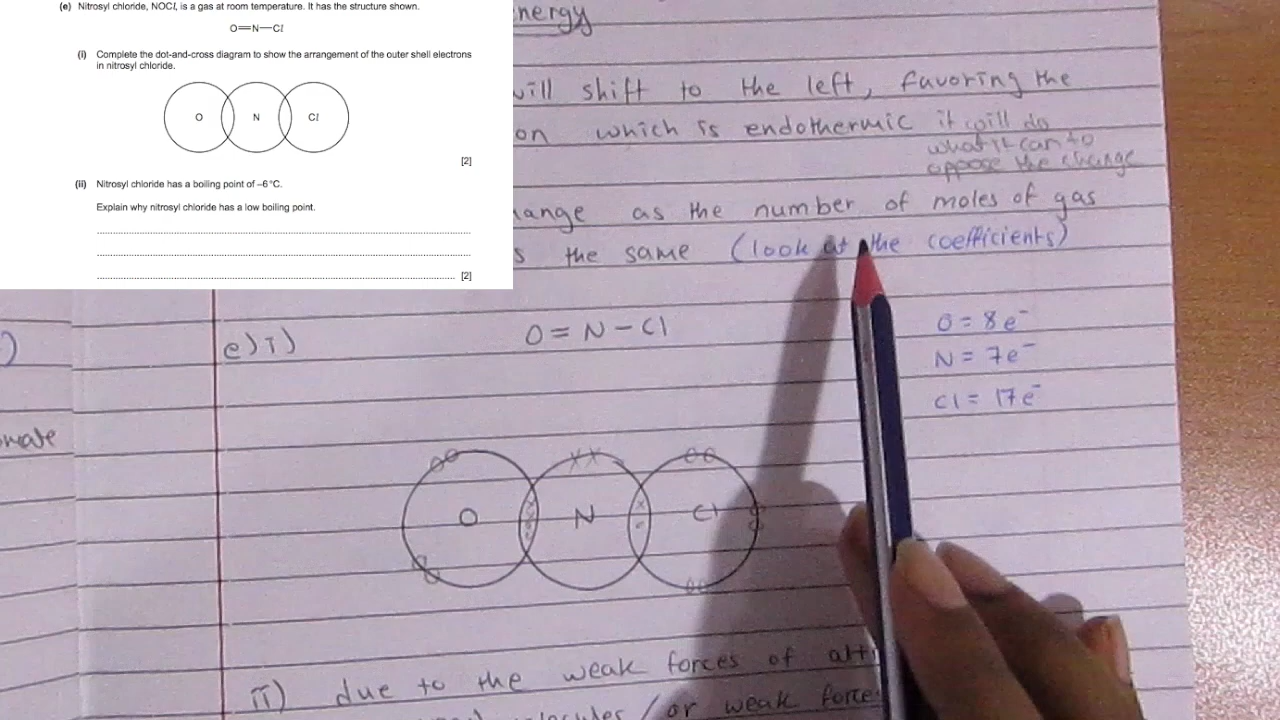 (e) Nitrosyl chloride, NOCl, is a gas at room temperature. It has the structure shown.
O=N—Cl
(i) Complete the dot-and-cross diagram to show the arrangement of the outer shell electrons
in nitrosyl chloride.
O N Cl
[2]
(ii) Nitrosyl chloride has a boiling point of –6°C.
Explain why nitrosyl chloride has a low boiling point.
[2]
nergy
will shift to the left, favoring the
on which is endothermic it will do
what it can to
oppose the change
ange as the number of moles of gas
s the same (look at the coefficients)
e) i) O = N - Cl
O = 8e⁻
N = 7e⁻
Cl = 17e⁻
O N Cl
ii) due to the weak forces of
/ or weak